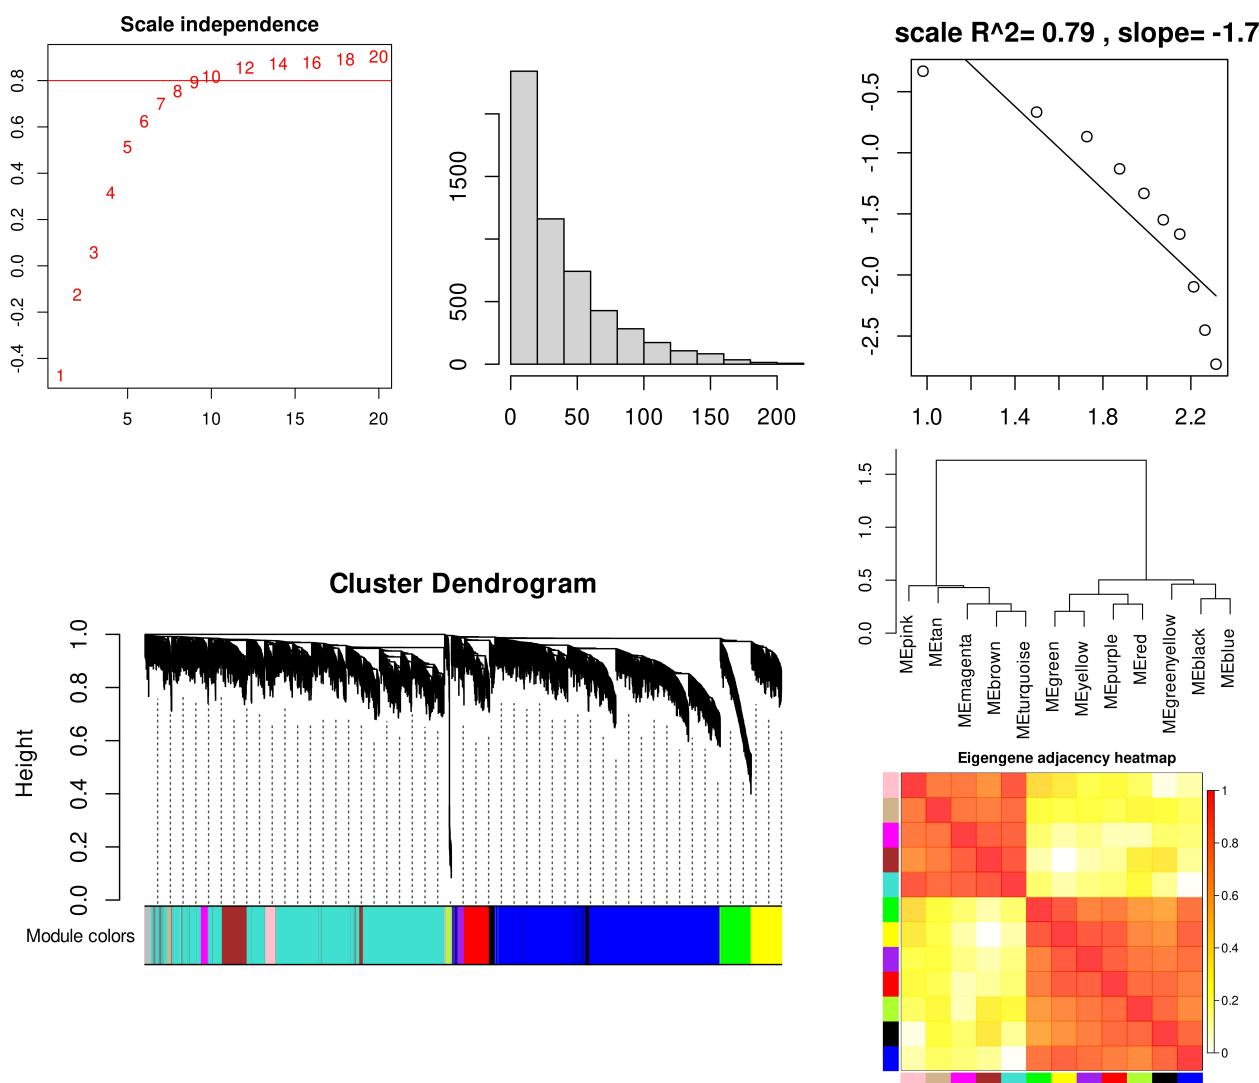 Scale independence
0.8
0.6
0.4
0.2
0.0
-0.2
-0.4
1
2
3
4
5
6
7
8
9
10
12
14
16
18
20
5 10 15 20
1500
500
0
0 50 100 150 200
scale R^2= 0.79 , slope= -1.7
-0.5
-1.0
-1.5
-2.0
-2.5
1.0 1.4 1.8 2.2
1.5
1.0
0.5
0.0
MEpink
MEtan
MEmagenta
MEbrown
MEturquoise
MEgreen
MEyellow
MEpurple
MEred
MEgreenyellow
MEblack
MEblue
Cluster Dendrogram
Height
1.0
0.8
0.6
0.4
0.2
0.0
Module colors
Eigengene adjacency heatmap
1
0.8
0.6
0.4
0.2
0